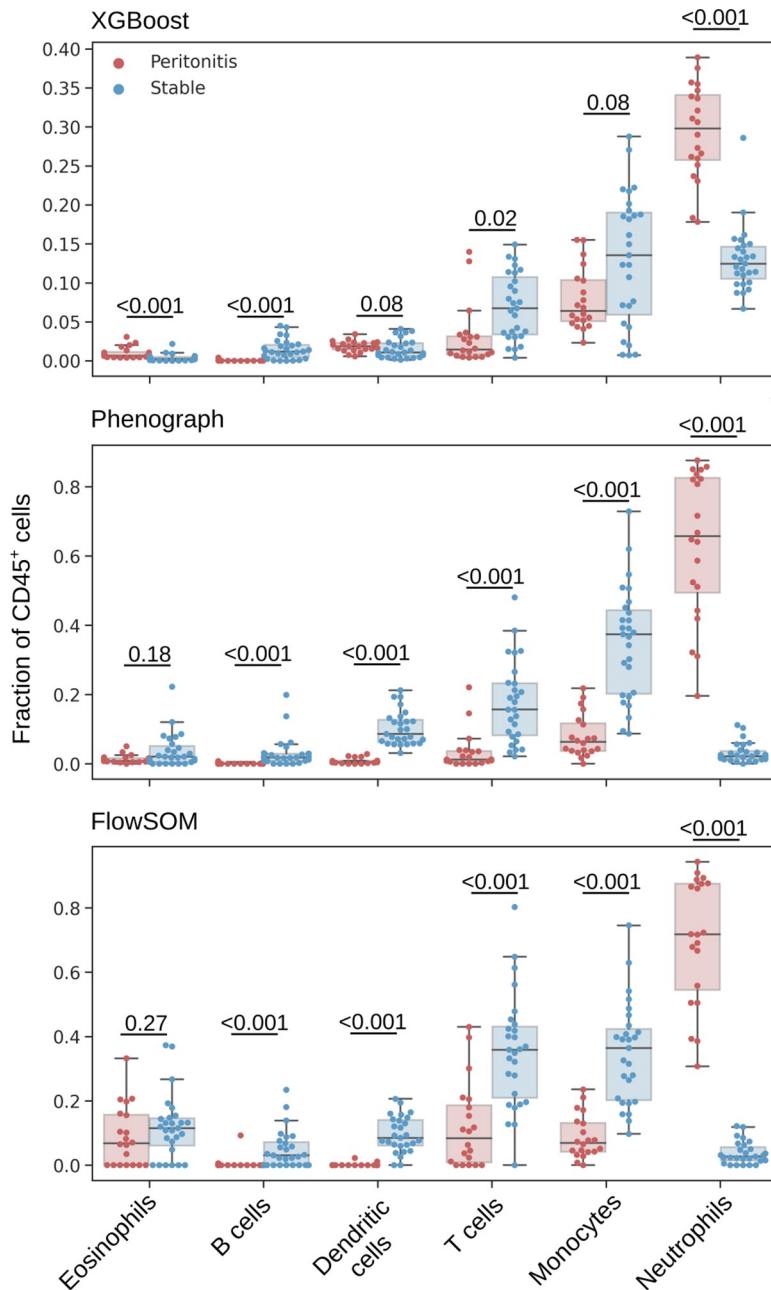 XGBoost
<0.001
0.40
Peritonitis
0.35
Stable
0.08
0.30
0.25
0.20
0.02
0.15
0.10
<0.001 <0.001 0.08
0.05
0.00
Phenograph
<0.001
0.8
<0.001
0.6
<0.001
0.4
0.18 <0.001 <0.001
0.2
0.0
Fraction of CD45+ cells
FlowSOM
<0.001
<0.001 <0.001
0.8
0.6
0.27 <0.001 <0.001
0.4
0.2
0.0
Eosinophils
B cells
Dendritic
cells
T cells
Monocytes
Neutrophils